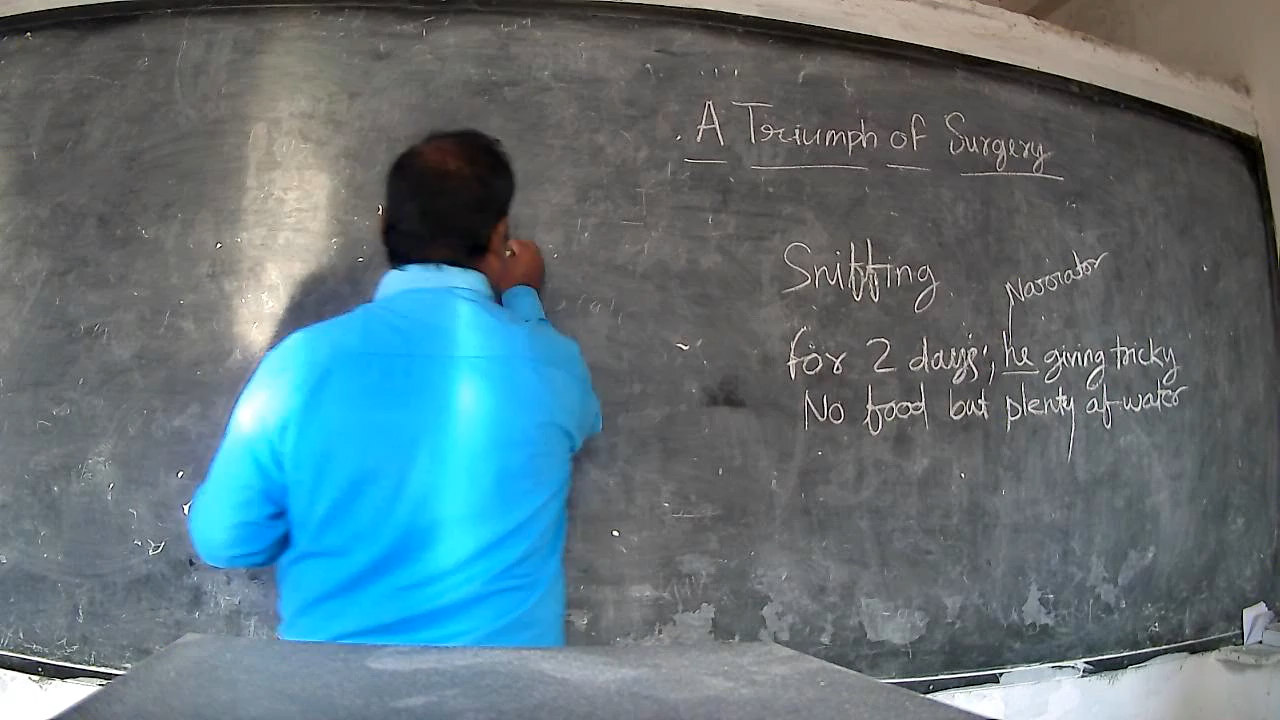 A Triumph of Surgery
Sniffing
Narrator
for 2 days; he giving tricky
No food but plenty of water